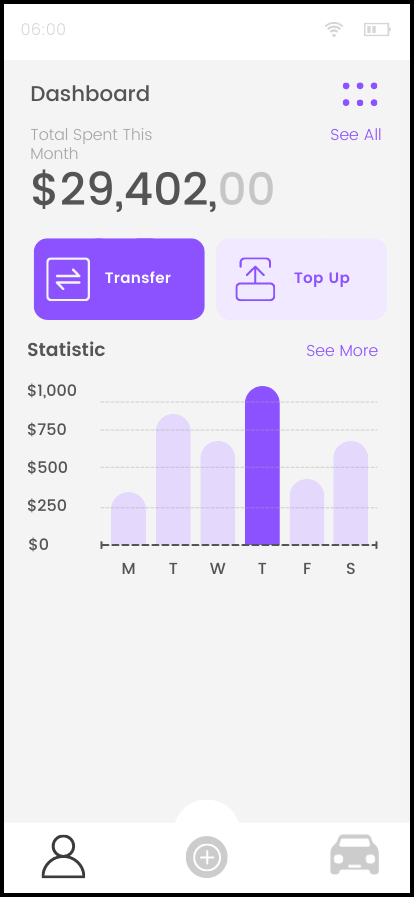 06:00
Dashboard
Total Spent This
Month
See All
$29,402,00
Transfer
Top Up
Statistic
See More
$1,000
$750
$500
$250
$0
M T W T F S